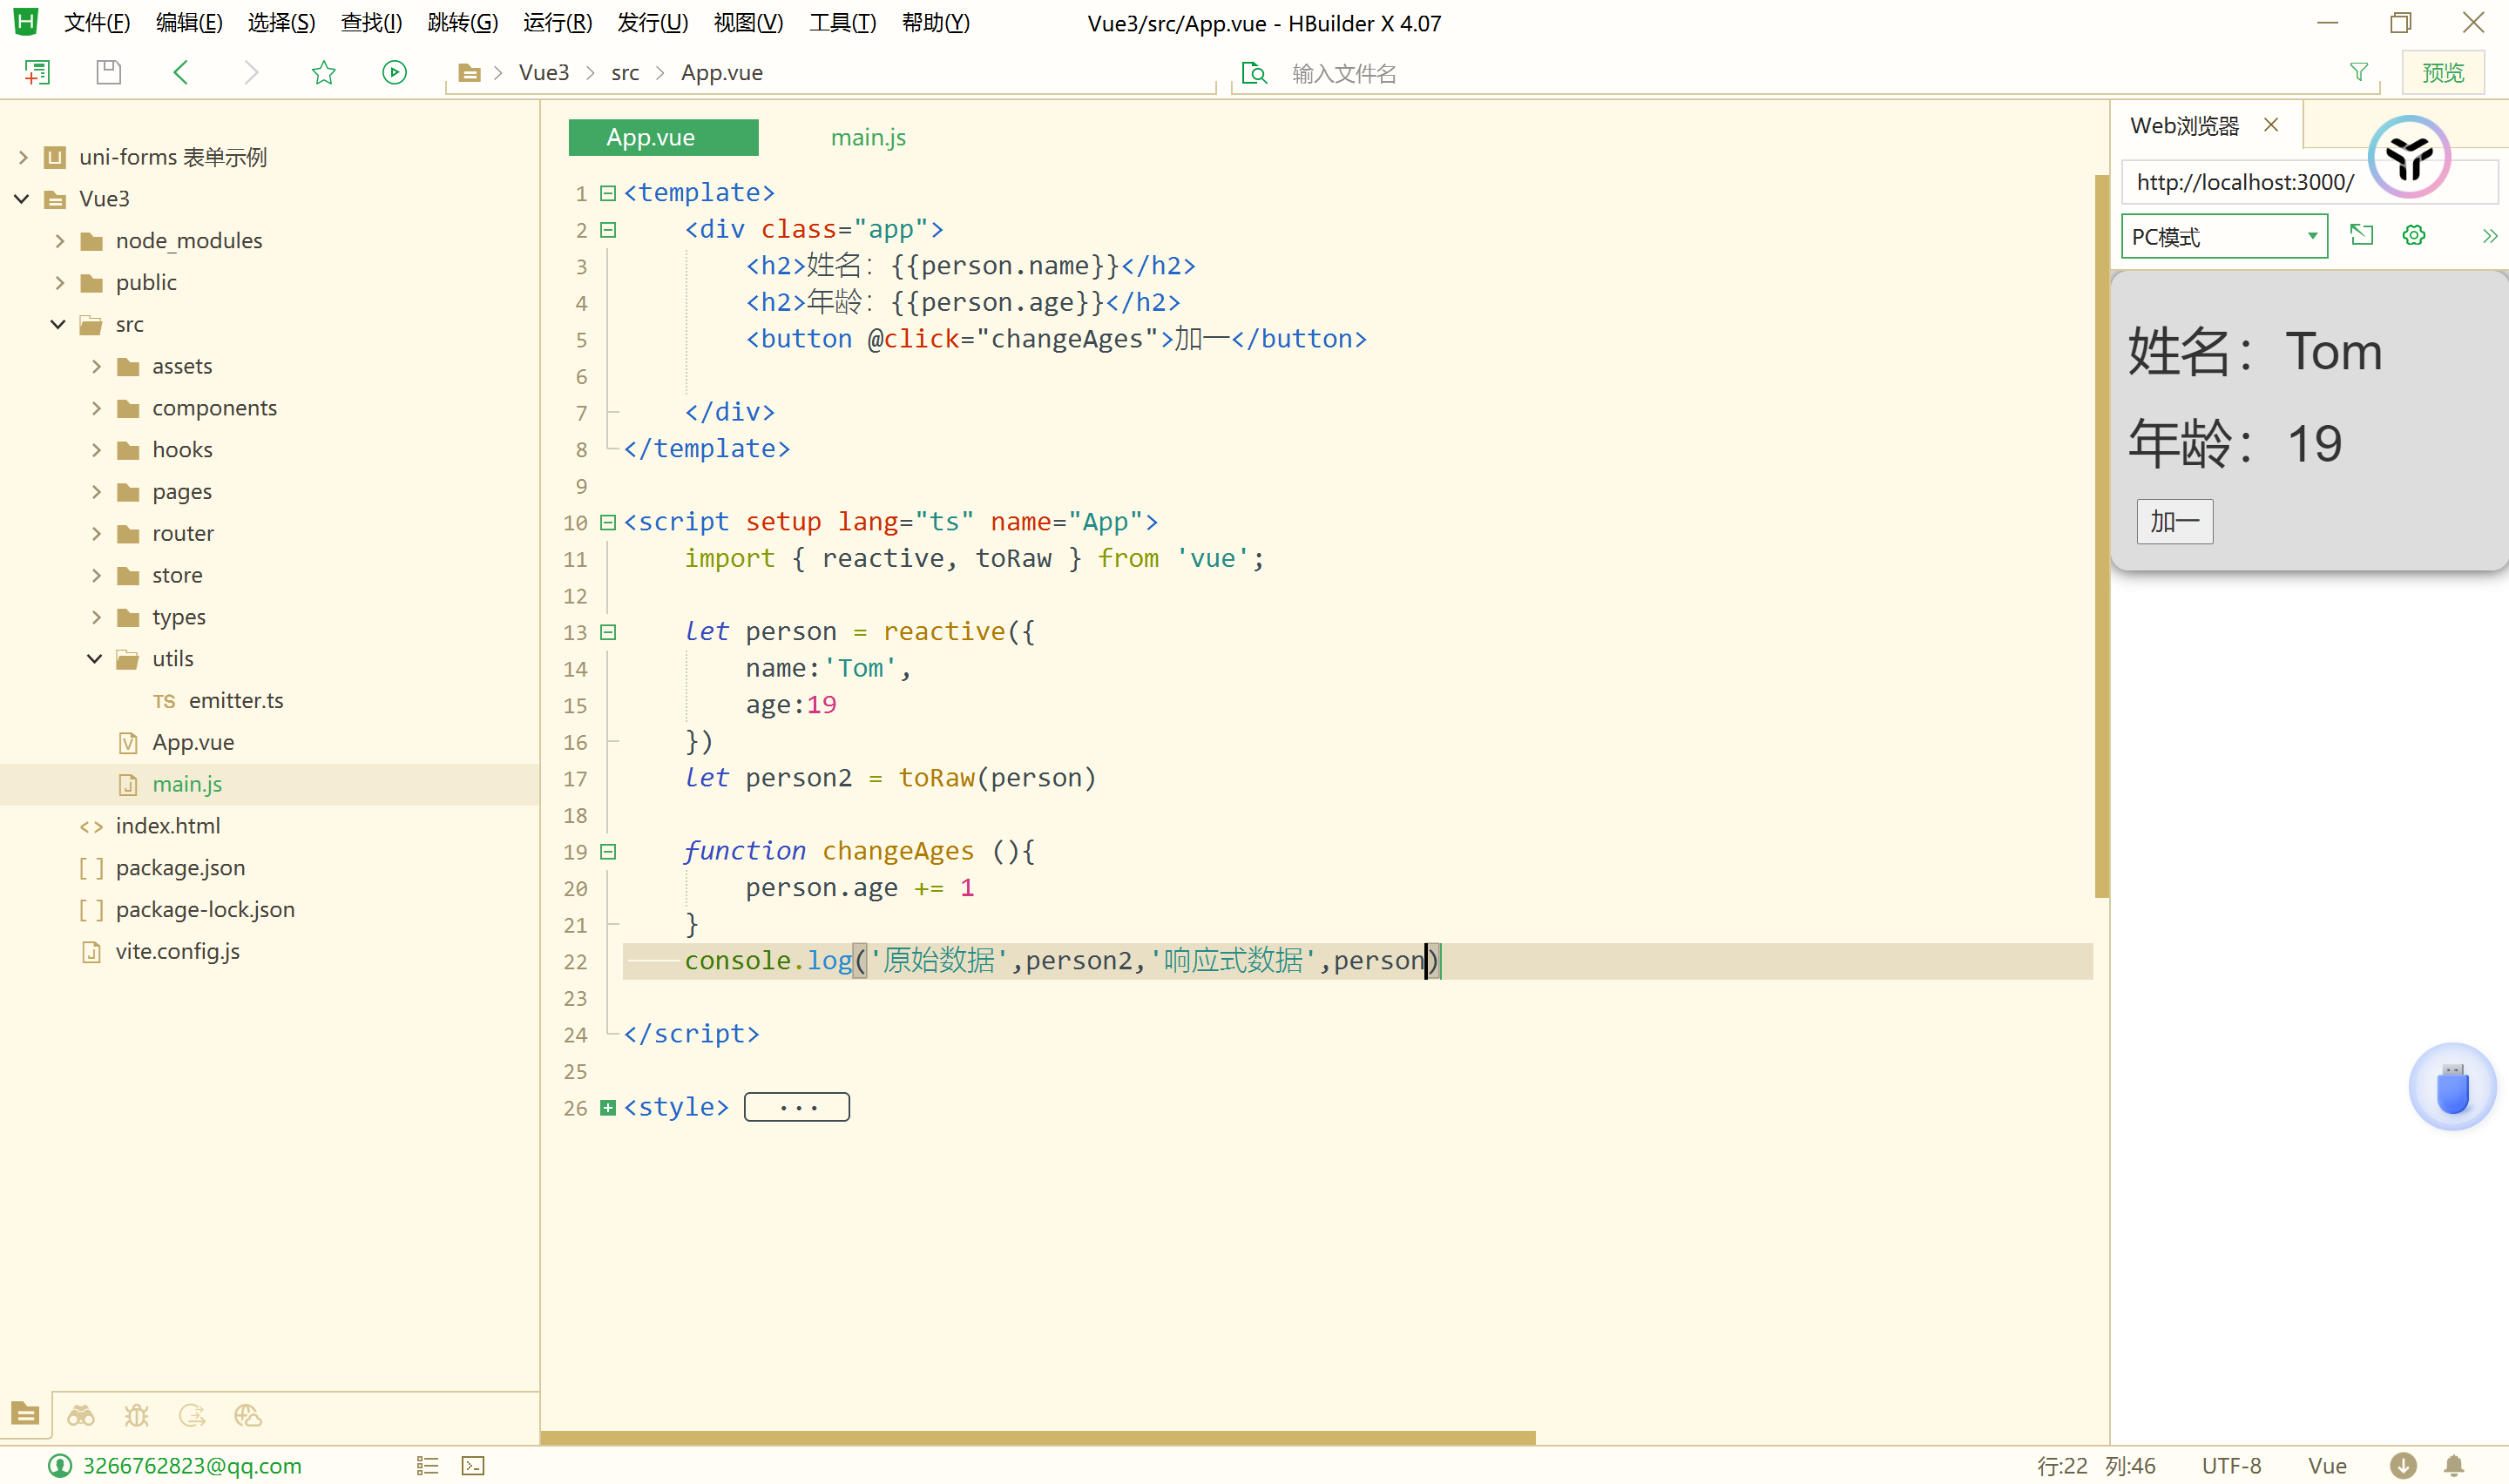 文件(F) 编辑(E) 选择(S) 查找(I) 跳转(G) 运行(R) 发行(U) 视图(V) 工具(T) 帮助(Y) Vue3/src/App.vue - HBuilder X 4.07
Vue3 src App.vue 输入文件名 预览
uni-forms 表单示例
Vue3
node_modules
public
src
assets
components
hooks
pages
router
store
types
utils
TS emitter.ts
App.vue
main.js
index.html
package.json
package-lock.json
vite.config.js
3266762823@qq.com
App.vue main.js
1 <template>
2 <div class="app">
3 <h2>姓名：{{person.name}}</h2>
4 <h2>年龄：{{person.age}}</h2>
5 <button @click="changeAges">加一</button>
6
7 </div>
8 </template>
9
10 <script setup lang="ts" name="App">
11 import { reactive, toRaw } from 'vue';
12
13 let person = reactive({
14 name:'Tom',
15 age:19
16 })
17 let person2 = toRaw(person)
18
19 function changeAges (){
20 person.age += 1
21 }
22 console.log('原始数据',person2,'响应式数据',person)
23
24 </script>
25
26 <style> ...
Web浏览器
http://localhost:3000/
PC模式
姓名：Tom
年龄：19
加一
行:22 列:46 UTF-8 Vue